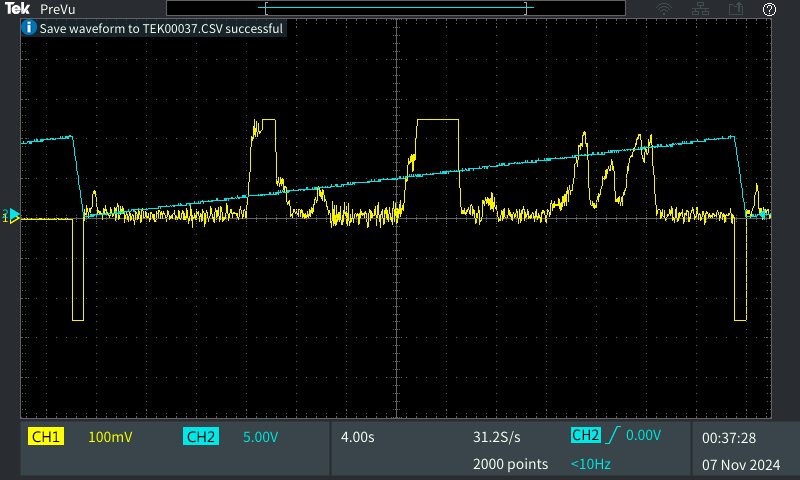 Tek PreVu
Save waveform to TEK00037.CSV successful
CH1 100mV CH2 5.00V 4.00s 31.2S/s CH2 0.00V 00:37:28
2000 points <10Hz 07 Nov 2024